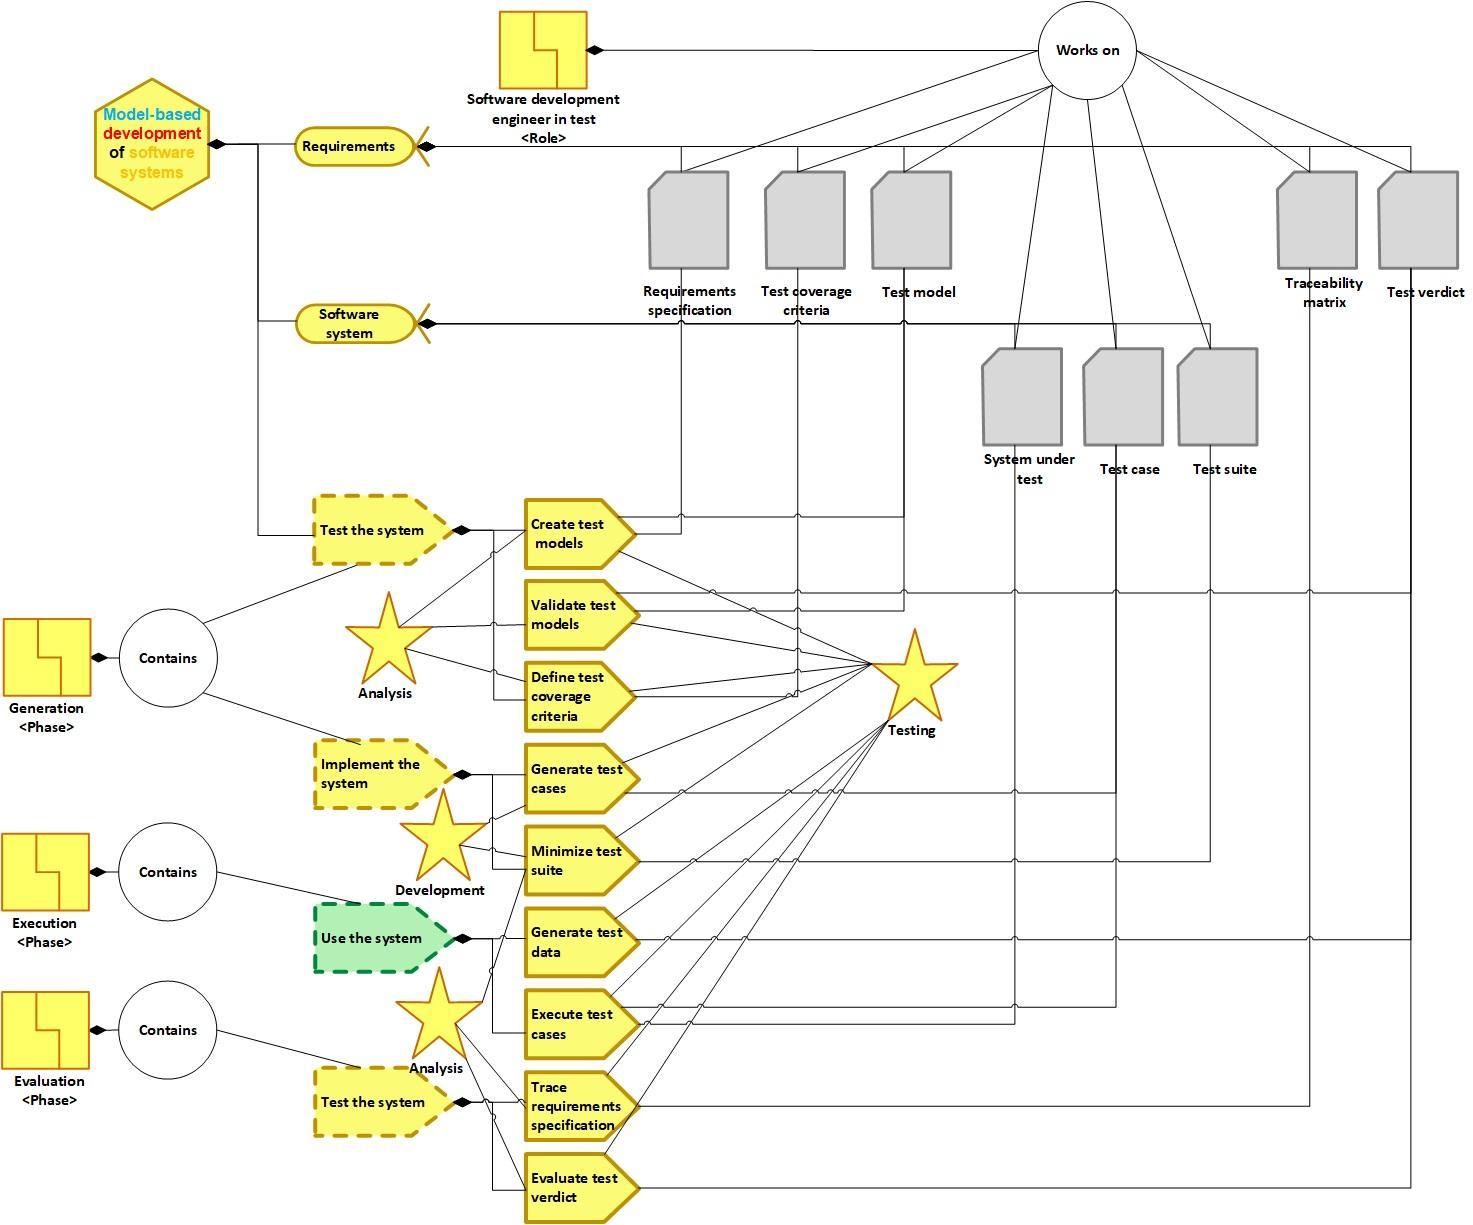 Works on
Software development
engineer in test
<Role>
Model-based
development
of software
systems
Requirements
Requirements
specification
Test coverage
criteria
Test model
Traceability
matrix
Test verdict
Software
system
System under
test
Test case
Test suite
Test the system
Create test
models
Validate test
models
Contains
Analysis
Generation
<Phase>
Define test
coverage
criteria
Testing
Implement the
system
Generate test
cases
Development
Minimize test
suite
Contains
Execution
<Phase>
Use the system
Generate test
data
Execute test
cases
Contains
Analysis
Evaluation
<Phase>
Test the system
Trace
requirements
specification
Evaluate test
verdict